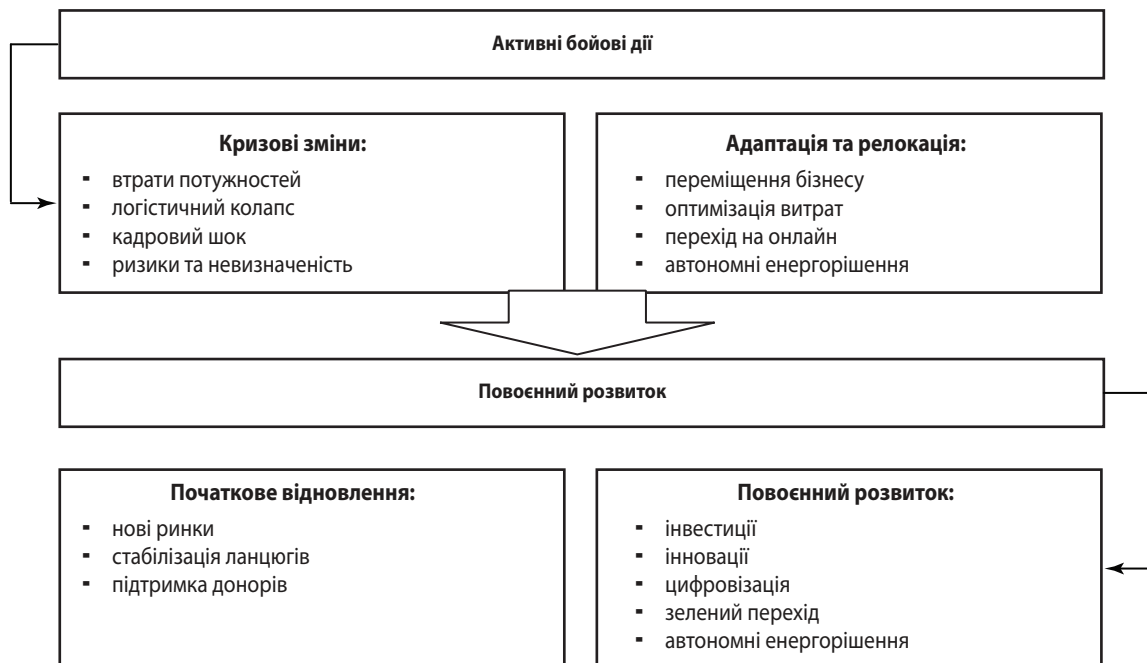 Активні бойові дії
Кризові зміни:
- втрати потужностей
- логістичний колапс
- кадровий шок
- ризики та невизначеність
Адаптація та релокація:
- переміщення бізнесу
- оптимізація витрат
- перехід на онлайн
- автономні енергорішення
Повоєнний розвиток
Початкове відновлення:
- нові ринки
- стабілізація ланцюгів
- підтримка донорів
Повоєнний розвиток:
- інвестиції
- інновації
- цифровізація
- зелений перехід
- автономні енергорішення